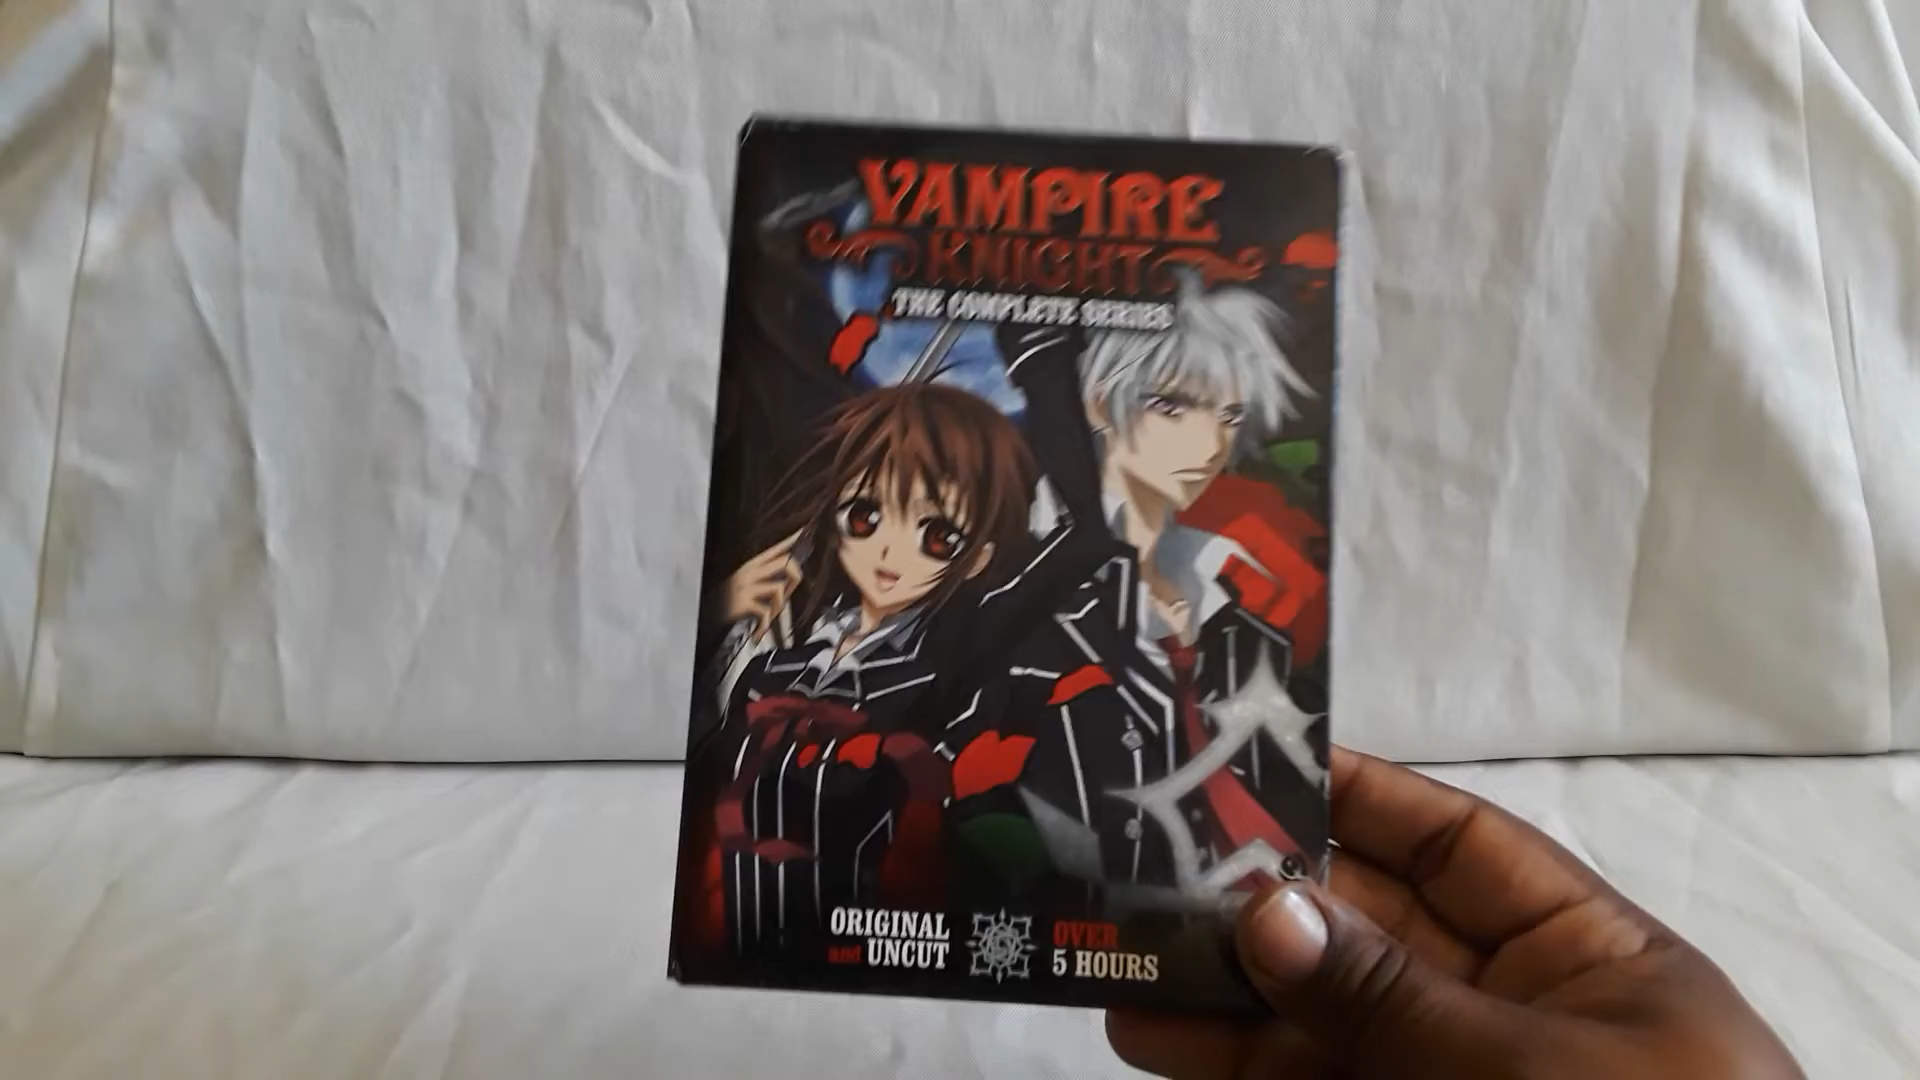 VAMPIRE
KNIGHT
THE COMPLETE SERIES
ORIGINAL
and UNCUT
OVER
5 HOURS